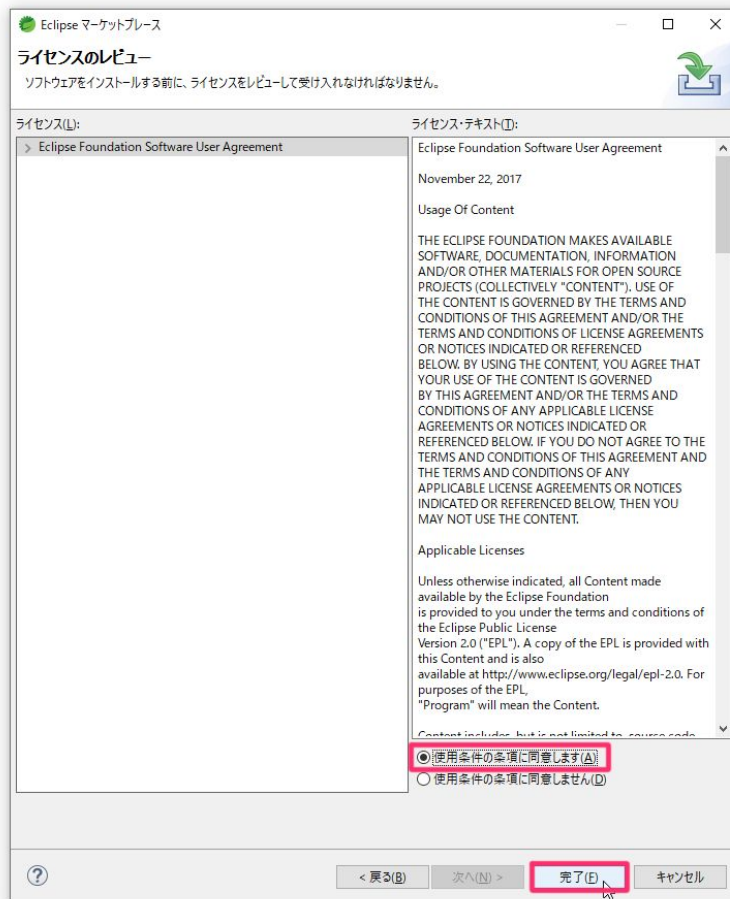 Eclipse マーケットプレース
ライセンスのレビュー
ソフトウェアをインストールする前に、ライセンスをレビューして受け入れなければなりません。
ライセンス(L):
Eclipse Foundation Software User Agreement
ライセンス・テキスト(T):
Eclipse Foundation Software User Agreement
November 22, 2017
Usage Of Content
THE ECLIPSE FOUNDATION MAKES AVAILABLE
SOFTWARE, DOCUMENTATION, INFORMATION
AND/OR OTHER MATERIALS FOR OPEN SOURCE
PROJECTS (COLLECTIVELY "CONTENT"). USE OF
THE CONTENT IS GOVERNED BY THE TERMS AND
CONDITIONS OF THIS AGREEMENT AND/OR THE
TERMS AND CONDITIONS OF LICENSE AGREEMENTS
OR NOTICES INDICATED OR REFERENCED
BELOW. BY USING THE CONTENT, YOU AGREE THAT
YOUR USE OF THE CONTENT IS GOVERNED
BY THIS AGREEMENT AND/OR THE TERMS AND
CONDITIONS OF ANY APPLICABLE LICENSE
AGREEMENTS OR NOTICES INDICATED OR
REFERENCED BELOW. IF YOU DO NOT AGREE TO THE
TERMS AND CONDITIONS OF THIS AGREEMENT AND
THE TERMS AND CONDITIONS OF ANY
APPLICABLE LICENSE AGREEMENTS OR NOTICES
INDICATED OR REFERENCED BELOW, THEN YOU
MAY NOT USE THE CONTENT.
Applicable Licenses
Unless otherwise indicated, all Content made
available by the Eclipse Foundation
is provided to you under the terms and conditions of
the Eclipse Public License
Version 2.0 ("EPL"). A copy of the EPL is provided with
this Content and is also
available at http://www.eclipse.org/legal/epl-2.0. For
purposes of the EPL,
"Program" will mean the Content.
Content includes, but is not limited to, source code,
使用条件の条項に同意します(A)
使用条件の条項に同意しません(D)
?
< 戻る(B)
次へ(N) >
完了(F)
キャンセル